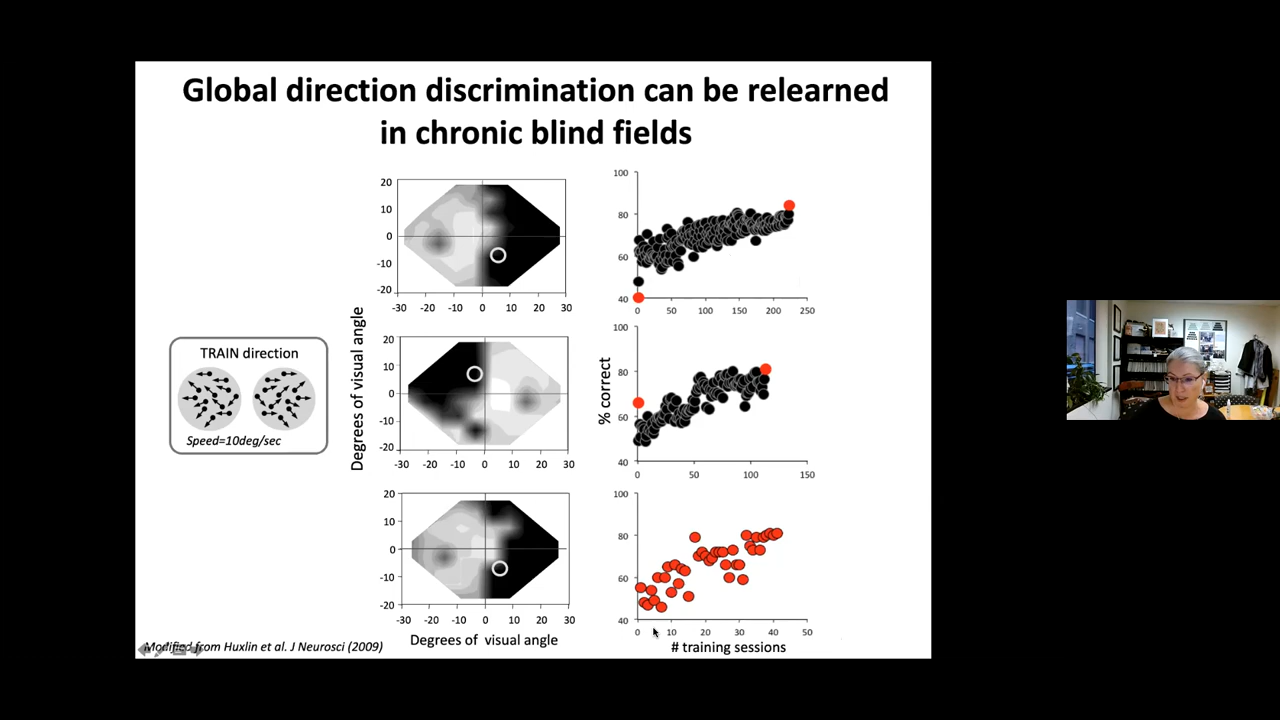 Global direction discrimination can be relearned
in chronic blind fields
TRAIN direction
Speed=10deg/sec
Degrees of visual angle
20
10
0
-10
-20
-30 -20 -10 0 10 20 30
20
10
0
-10
-20
-30 -20 -10 0 10 20 30
20
10
0
-10
-20
-30 -20 -10 0 10 20 30
Degrees of visual angle
% correct
100
80
60
40
0 50 100 150 200 250
100
80
60
40
0 50 100 150
100
80
60
40
0 10 20 30 40 50
# training sessions
Modified from Huxlin et al. J Neurosci (2009)